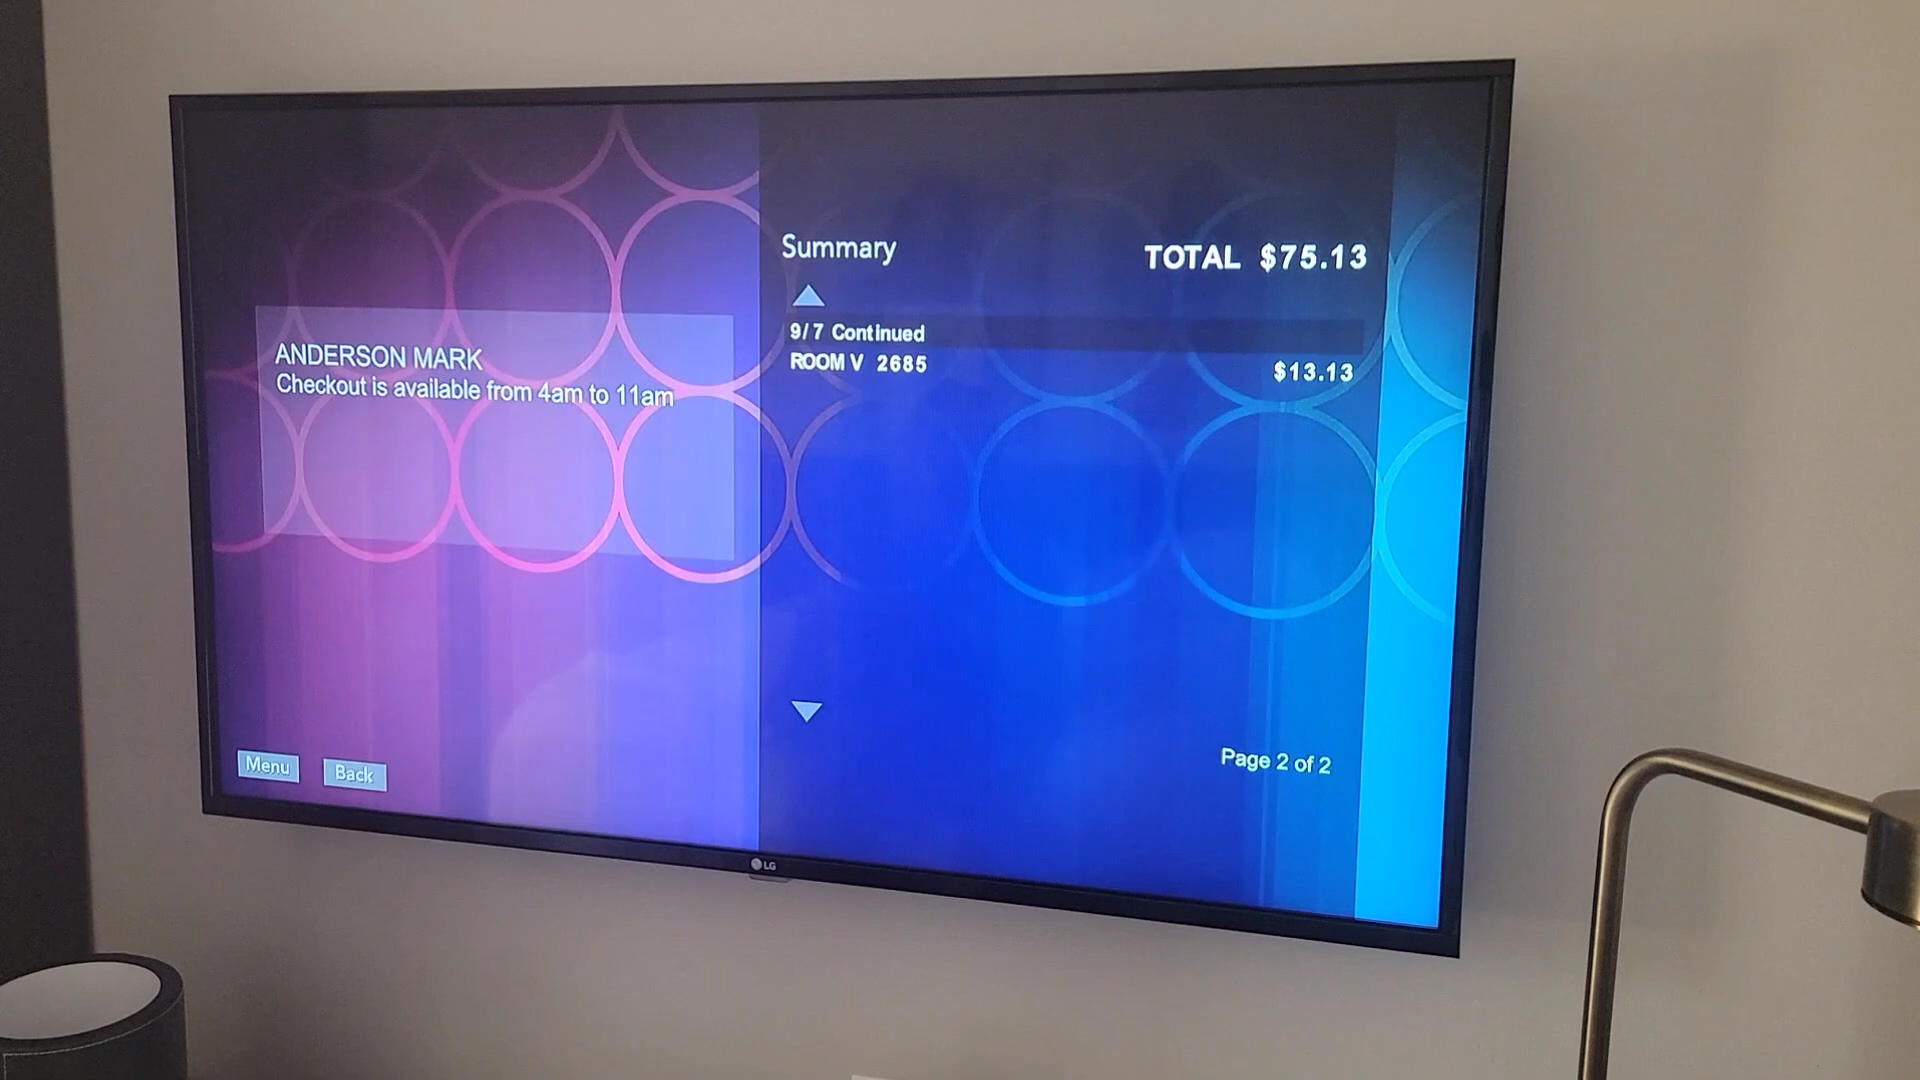 Summary
TOTAL $75.13
9/7 Continued
ROOM V 2685
$13.13
ANDERSON MARK
Checkout is available from 4am to 11am
Menu
Back
Page 2 of 2
LG